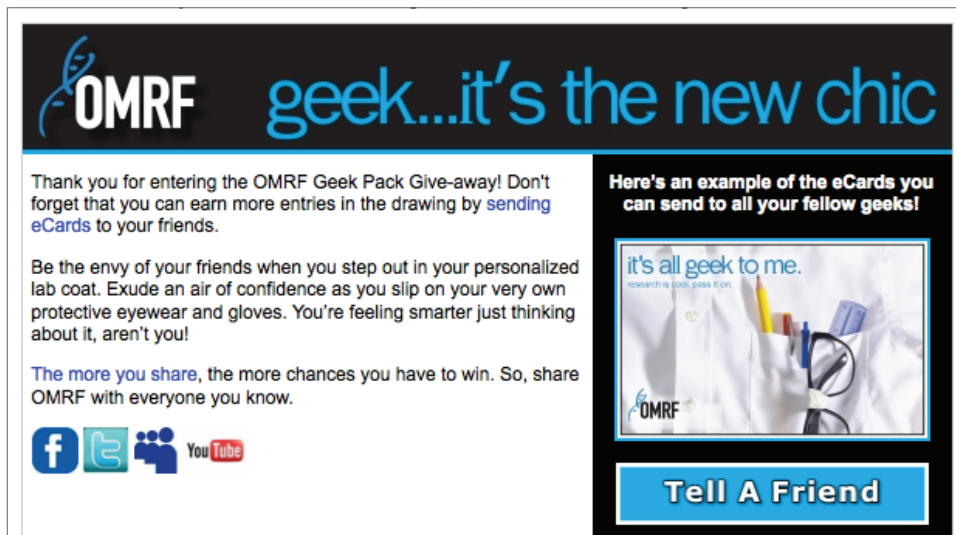 OMRF
geek...it's the new chic
Thank you for entering the OMRF Geek Pack Give-away! Don't
forget that you can earn more entries in the drawing by sending
eCards to your friends.
Be the envy of your friends when you step out in your personalized
lab coat. Exude an air of confidence as you slip on your very own
protective eyewear and gloves. You're feeling smarter just thinking
about it, aren't you!
The more you share, the more chances you have to win. So, share
OMRF with everyone you know.
f t You Tube
Here's an example of the eCards you
can send to all your fellow geeks!
it's all geek to me.
research is cool. pass it on.
OMRF
Tell A Friend